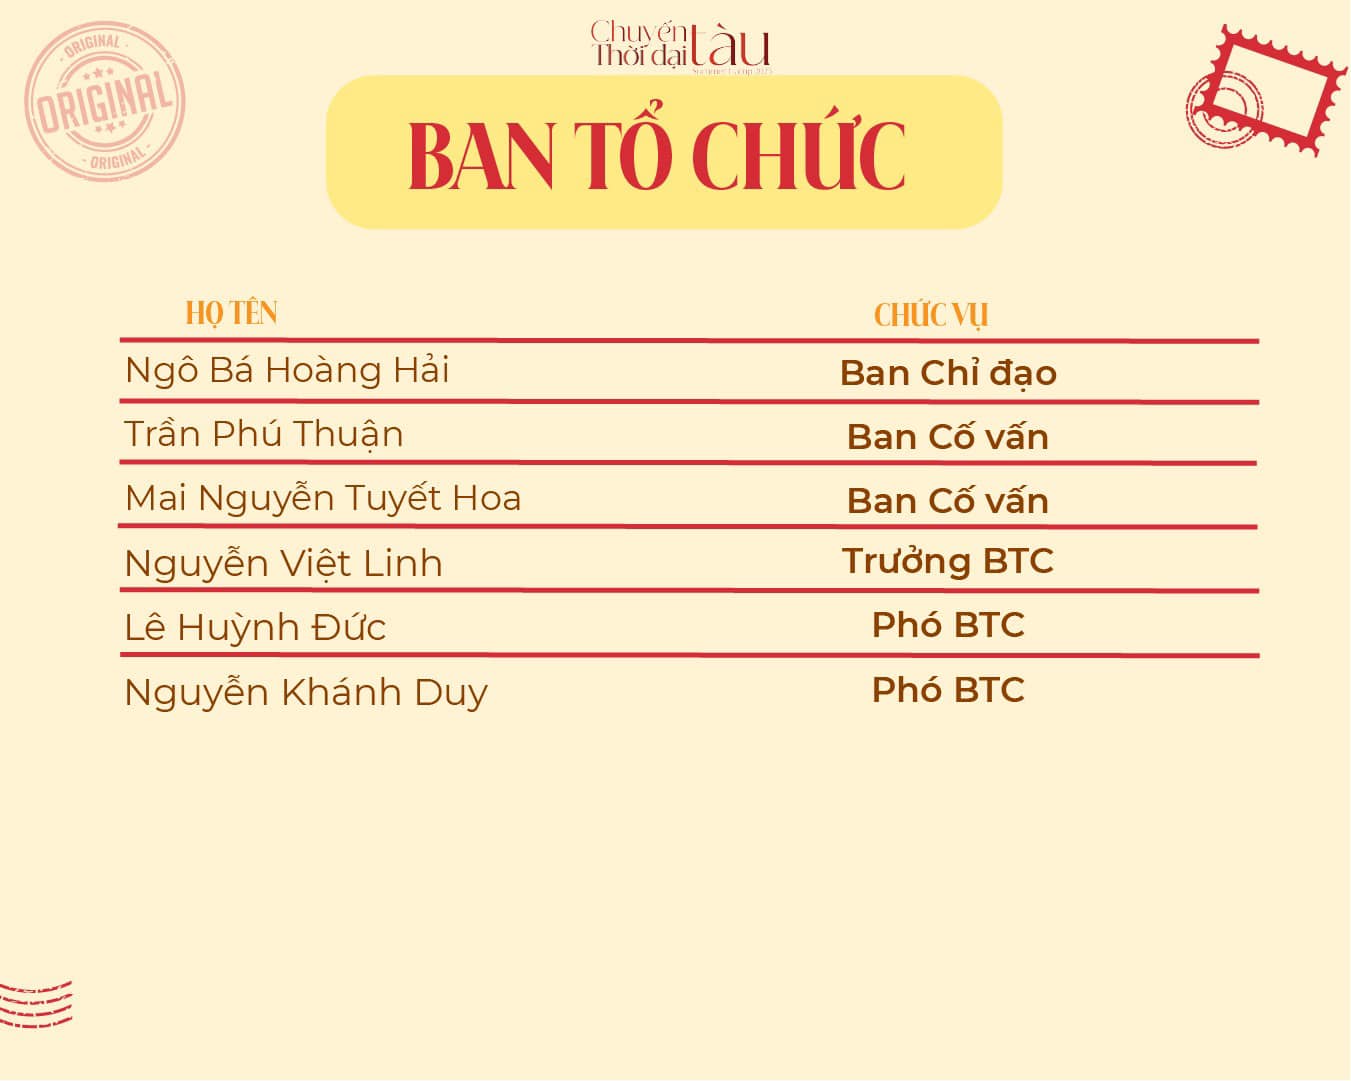 ORIGINAL
ORIGINAL
ORIGINAL
Chuyến tàu
Thời đại
Summer Camp 2023
BAN TỔ CHỨC
HỌ TÊN CHỨC VỤ
Ngô Bá Hoàng Hải Ban Chỉ đạo
Trần Phú Thuận Ban Cố vấn
Mai Nguyễn Tuyết Hoa Ban Cố vấn
Nguyễn Việt Linh Trưởng BTC
Lê Huỳnh Đức Phó BTC
Nguyễn Khánh Duy Phó BTC